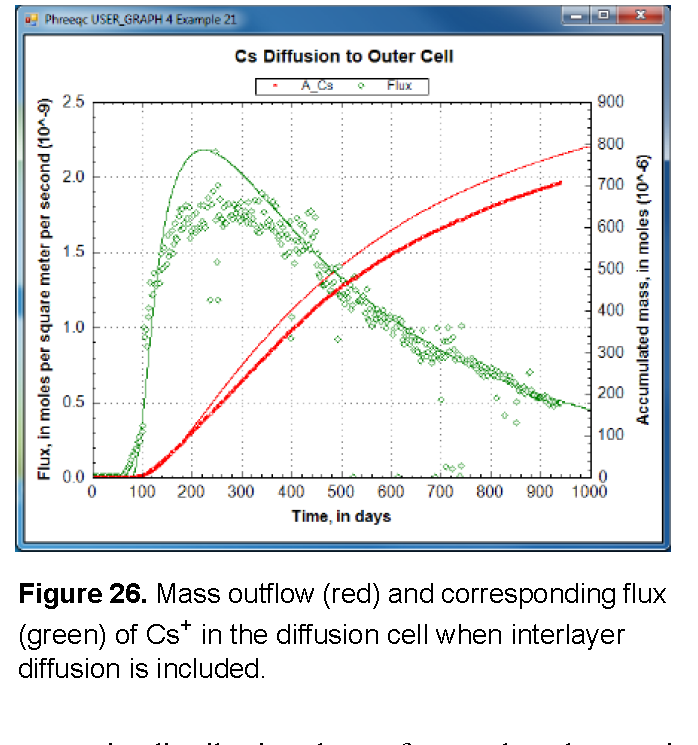 Phreeqc USER_GRAPH 4 Example 21
Cs Diffusion to Outer Cell
A_Cs Flux
Flux, in moles per square meter per second (10^-9)
2.5
2.0
1.5
1.0
0.5
0.0
900
800
700
600
500
400
300
200
100
0
Accumulated mass, in moles (10^-6)
0 100 200 300 400 500 600 700 800 900 1000
Time, in days
Figure 26. Mass outflow (red) and corresponding flux
(green) of Cs⁺ in the diffusion cell when interlayer
diffusion is included.